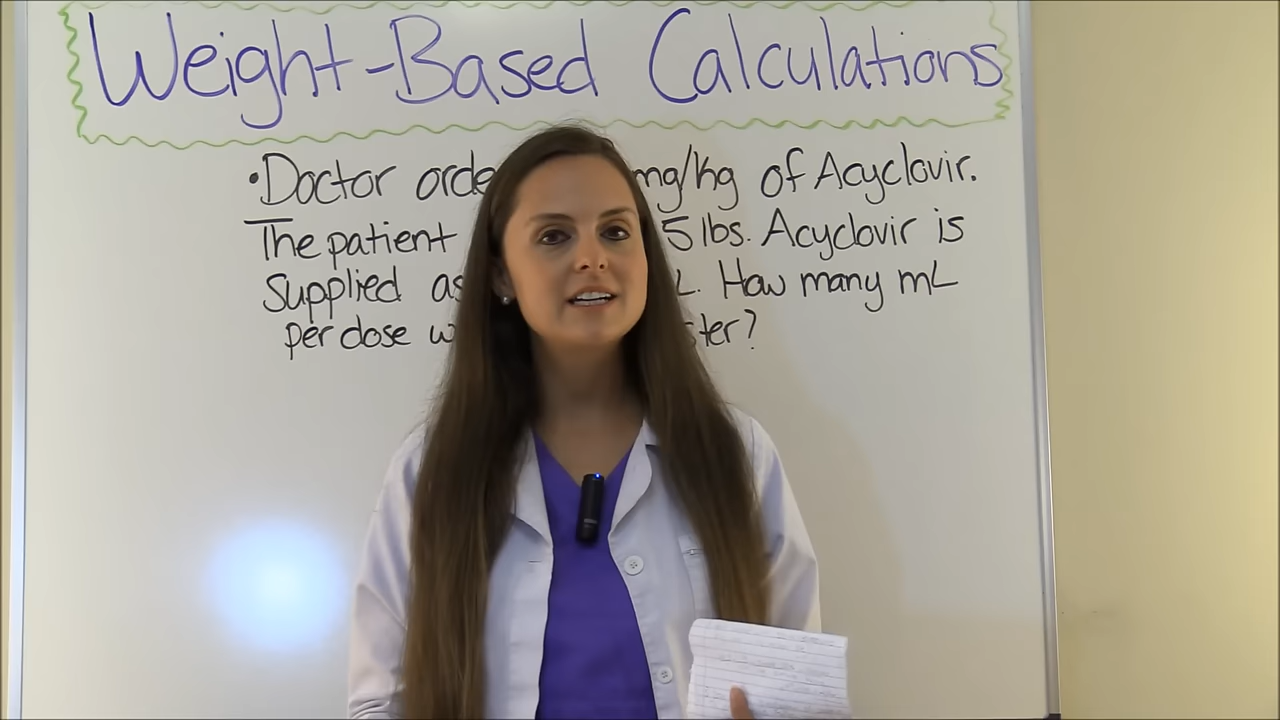 Weight-Based Calculations
•Doctor orde mg/kg of Acyclovir.
The patient 5 lbs. Acyclovir is
Supplied as L. How many mL
per dose w ster?